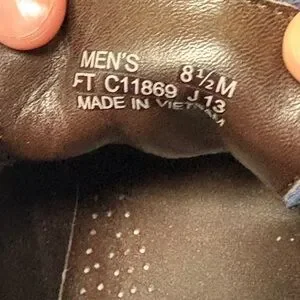 MEN'S 8½M
FT C11869 J 13
MADE IN VIETNAM